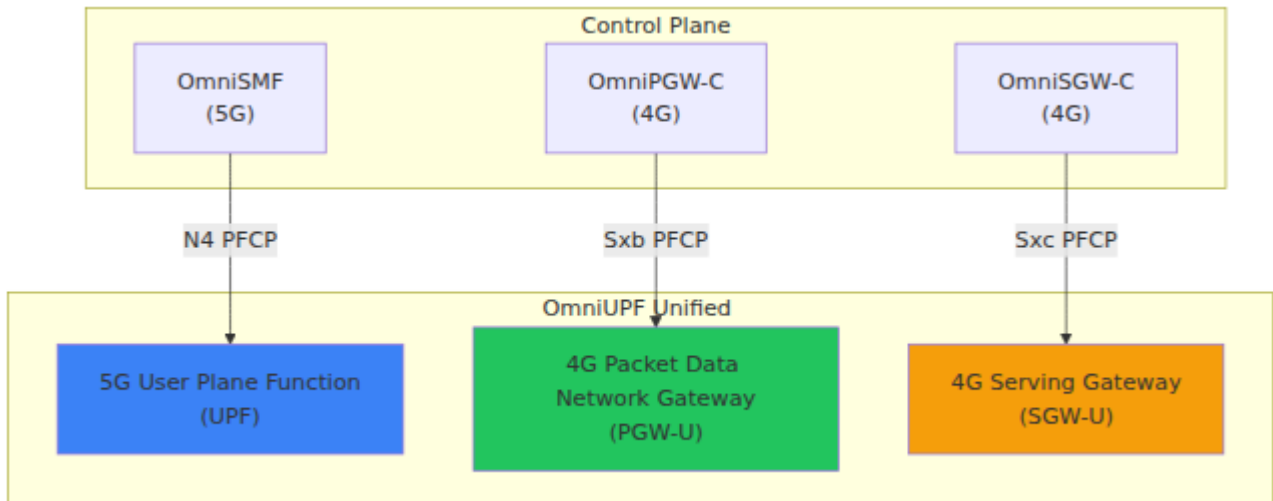 Control Plane
OmniSMF
(5G)
OmniPGW-C
(4G)
OmniSGW-C
(4G)
N4 PFCP
Sxb PFCP
Sxc PFCP
OmniUPF Unified
5G User Plane Function
(UPF)
4G Packet Data
Network Gateway
(PGW-U)
4G Serving Gateway
(SGW-U)